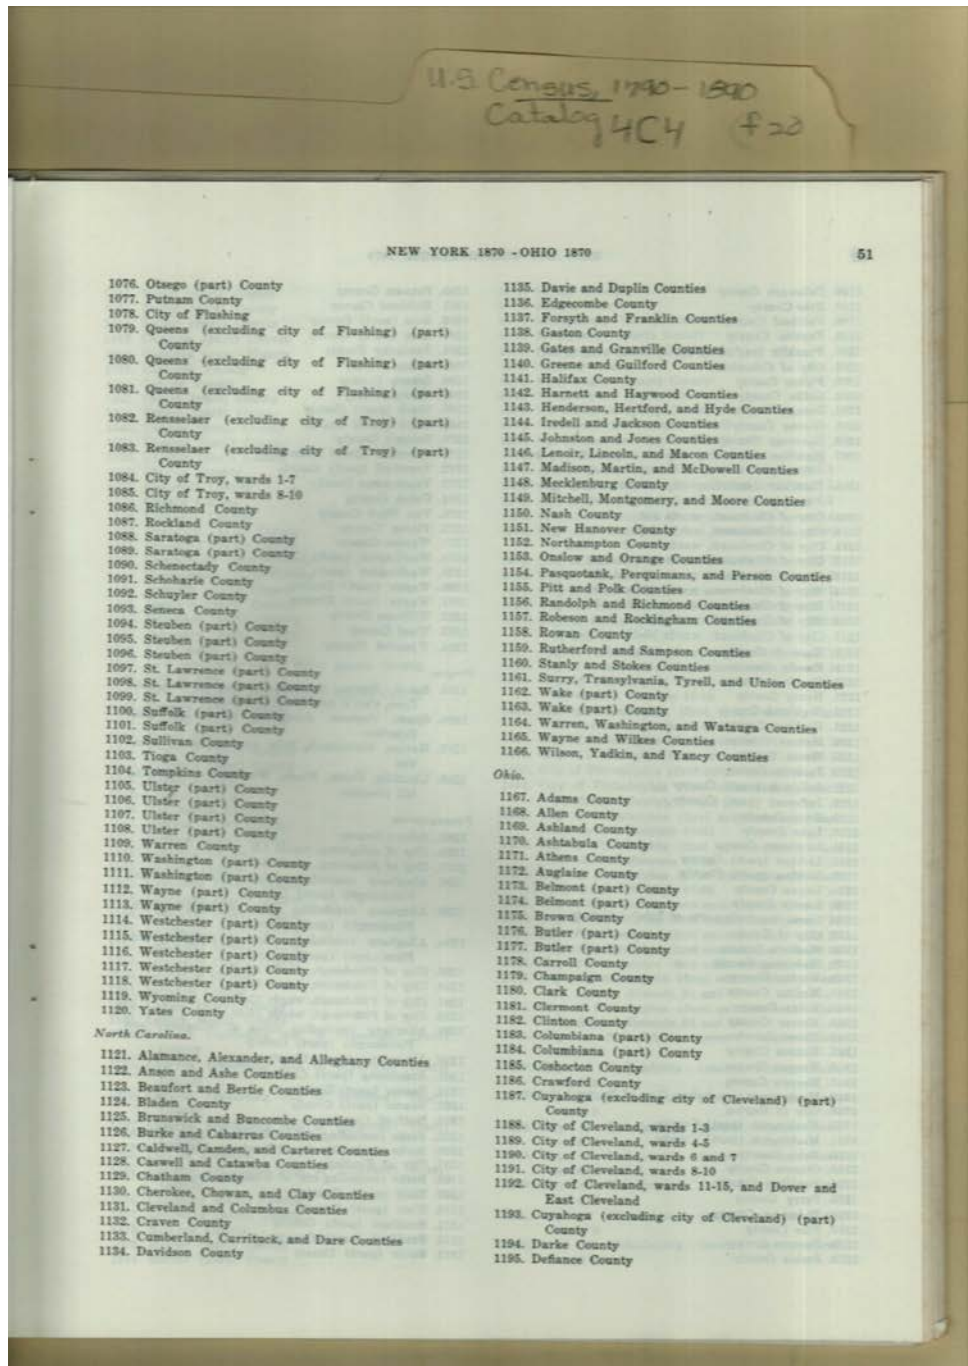 U.S. Census, 1790-1890
Catalog 4C4 f20
NEW YORK 1870 - OHIO 1870 51
1076. Otsego (part) County
1077. Putnam County
1078. City of Flushing
1079. Queens (excluding city of Flushing) (part)
County
1080. Queens (excluding city of Flushing) (part)
County
1081. Queens (excluding city of Flushing) (part)
County
1082. Rensselaer (excluding city of Troy) (part)
County
1083. Rensselaer (excluding city of Troy) (part)
County
1084. City of Troy, wards 1-7
1085. City of Troy, wards 8-10
1086. Richmond County
1087. Rockland County
1088. Saratoga (part) County
1089. Saratoga (part) County
1090. Schenectady County
1091. Schoharie County
1092. Schuyler County
1093. Seneca County
1094. Steuben (part) County
1095. Steuben (part) County
1096. Steuben (part) County
1097. St. Lawrence (part) County
1098. St. Lawrence (part) County
1099. St. Lawrence (part) County
1100. Suffolk (part) County
1101. Suffolk (part) County
1102. Sullivan County
1103. Tioga County
1104. Tompkins County
1105. Ulster (part) County
1106. Ulster (part) County
1107. Ulster (part) County
1108. Ulster (part) County
1109. Warren County
1110. Washington (part) County
1111. Washington (part) County
1112. Wayne (part) County
1113. Wayne (part) County
1114. Westchester (part) County
1115. Westchester (part) County
1116. Westchester (part) County
1117. Westchester (part) County
1118. Westchester (part) County
1119. Wyoming County
1120. Yates County
North Carolina.
1121. Alamance, Alexander, and Alleghany Counties
1122. Anson and Ashe Counties
1123. Beaufort and Bertie Counties
1124. Bladen County
1125. Brunswick and Buncombe Counties
1126. Burke and Cabarrus Counties
1127. Caldwell, Camden, and Carteret Counties
1128. Caswell and Catawba Counties
1129. Chatham County
1130. Cherokee, Chowan, and Clay Counties
1131. Cleveland and Columbus Counties
1132. Craven County
1133. Cumberland, Currituck, and Dare Counties
1134. Davidson County
1135. Davie and Duplin Counties
1136. Edgecombe County
1137. Forsyth and Franklin Counties
1138. Gaston County
1139. Gates and Granville Counties
1140. Greene and Guilford Counties
1141. Halifax County
1142. Harnett and Haywood Counties
1143. Henderson, Hertford, and Hyde Counties
1144. Iredell and Jackson Counties
1145. Johnston and Jones Counties
1146. Lenoir, Lincoln, and Macon Counties
1147. Madison, Martin, and McDowell Counties
1148. Mecklenburg County
1149. Mitchell, Montgomery, and Moore Counties
1150. Nash County
1151. New Hanover County
1152. Northampton County
1153. Onslow and Orange Counties
1154. Pasquotank, Perquimans, and Person Counties
1155. Pitt and Polk Counties
1156. Randolph and Richmond Counties
1157. Robeson and Rockingham Counties
1158. Rowan County
1159. Rutherford and Sampson Counties
1160. Stanly and Stokes Counties
1161. Surry, Transylvania, Tyrell, and Union Counties
1162. Wake (part) County
1163. Wake (part) County
1164. Warren, Washington, and Watauga Counties
1165. Wayne and Wilkes Counties
1166. Wilson, Yadkin, and Yancy Counties
Ohio.
1167. Adams County
1168. Allen County
1169. Ashland County
1170. Ashtabula County
1171. Athens County
1172. Auglaize County
1173. Belmont (part) County
1174. Belmont (part) County
1175. Brown County
1176. Butler (part) County
1177. Butler (part) County
1178. Carroll County
1179. Champaign County
1180. Clark County
1181. Clermont County
1182. Clinton County
1183. Columbiana (part) County
1184. Columbiana (part) County
1185. Coshocton County
1186. Crawford County
1187. Cuyahoga (excluding city of Cleveland) (part)
County
1188. City of Cleveland, wards 1-3
1189. City of Cleveland, wards 4-5
1190. City of Cleveland, wards 6 and 7
1191. City of Cleveland, wards 8-10
1192. City of Cleveland, wards 11-15, and Dover and
East Cleveland
1193. Cuyahoga (excluding city of Cleveland) (part)
County
1194. Darke County
1195. Defiance County